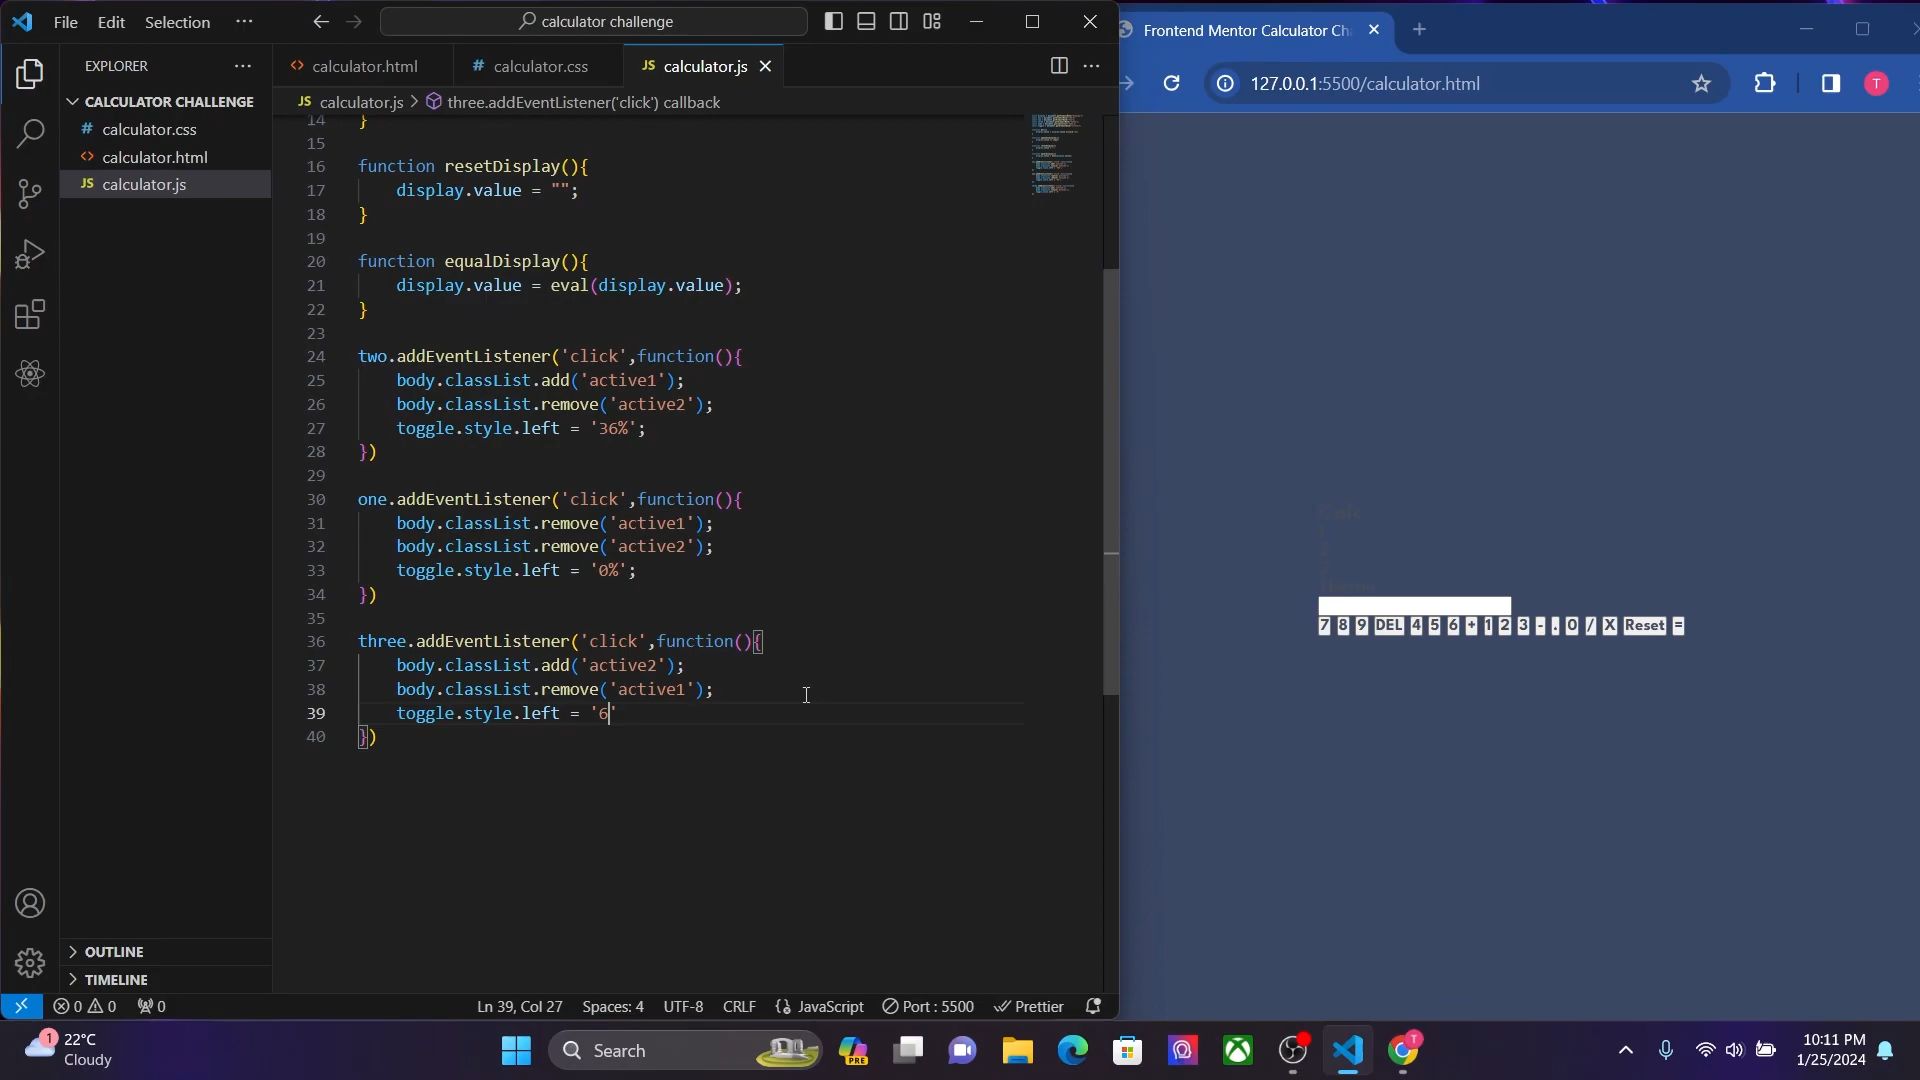 File Edit Selection ···
calculator challenge
Frontend Mentor Calculator Ch
EXPLORER ···
calculator.html
calculator.css
calculator.js
127.0.0.1:5500/calculator.html
T
CALCULATOR CHALLENGE
calculator.css
calculator.html
calculator.js
calculator.js > three.addEventListener('click') callback
14 }
15
16 function resetDisplay(){
17 display.value = "";
18 }
19
20 function equalDisplay(){
21 display.value = eval(display.value);
22 }
23
24 two.addEventListener('click',function(){
25 body.classList.add('active1');
26 body.classList.remove('active2');
27 toggle.style.left = '36%';
28 })
29
30 one.addEventListener('click',function(){
31 body.classList.remove('active1');
32 body.classList.remove('active2');
33 toggle.style.left = '0%';
34 })
35
36 three.addEventListener('click',function(){
37 body.classList.add('active2');
38 body.classList.remove('active1');
39 toggle.style.left = '6'
40 })
7 8 9 DEL 4 5 6 + 1 2 3 - . 0 / X Reset =
OUTLINE
TIMELINE
0 0 0
Ln 39, Col 27 Spaces: 4 UTF-8 CRLF {} JavaScript Port : 5500 Prettier
1
22°C
Cloudy
Search
PRE
T
10:11 PM
1/25/2024